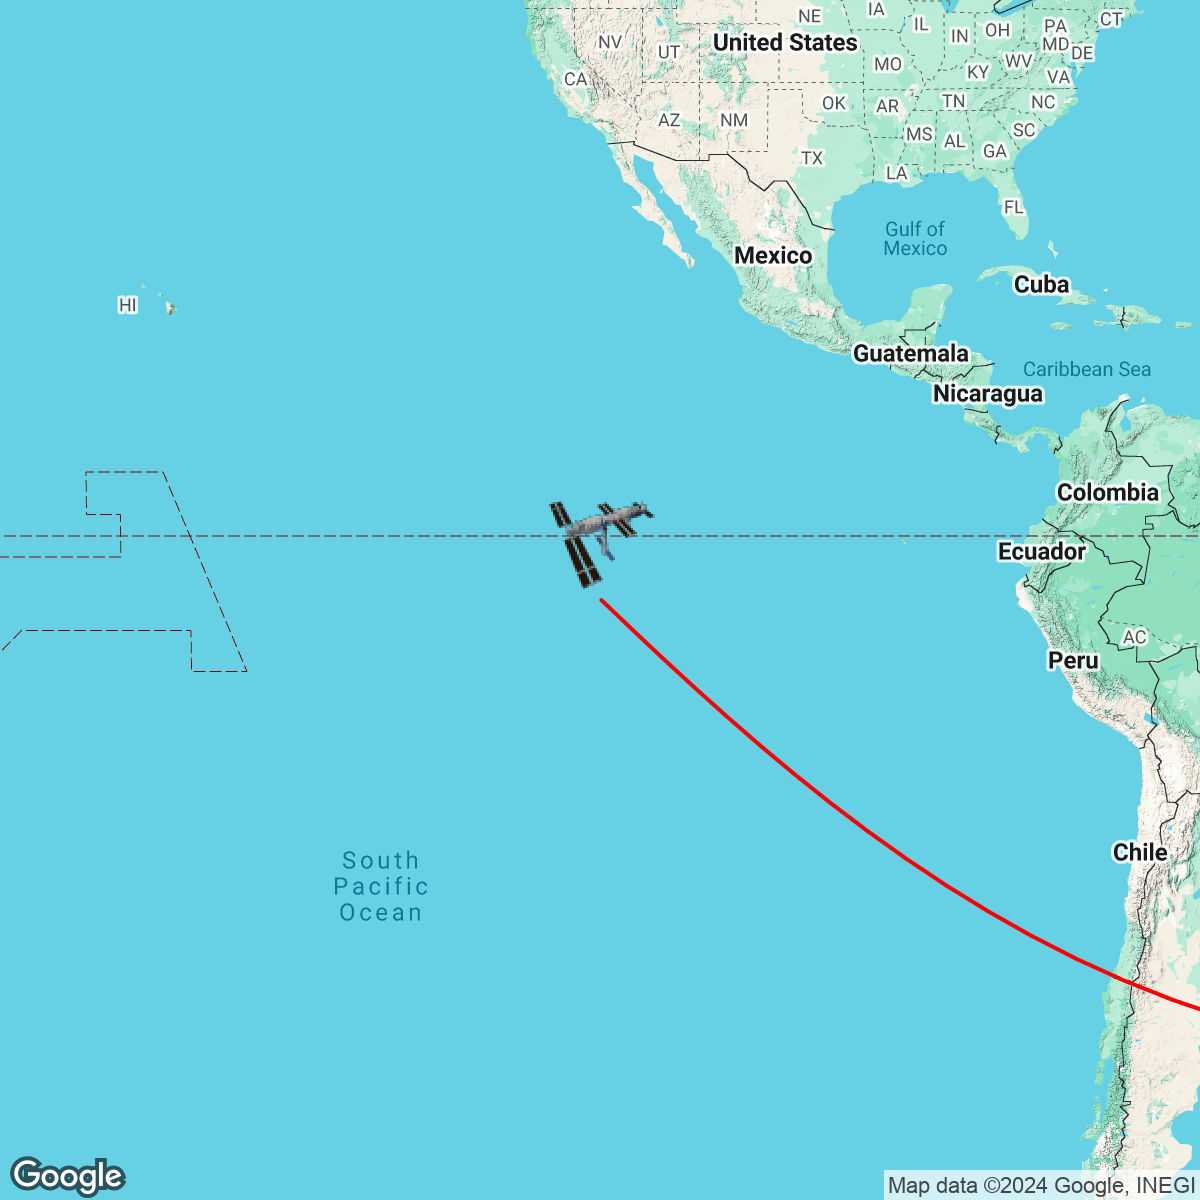 NE
IA
IL
IN
OH
PA
CT
NV
UT
United States
MD
DE
MO
WV
KY
VA
CA
OK
AR
TN
NC
AZ
NM
MS
AL
SC
GA
TX
LA
FL
Gulf of
Mexico
Mexico
Cuba
HI
Guatemala
Caribbean Sea
Nicaragua
Colombia
Ecuador
AC
Peru
Chile
South
Pacific
Ocean
Google
Map data ©2024 Google, INEGI